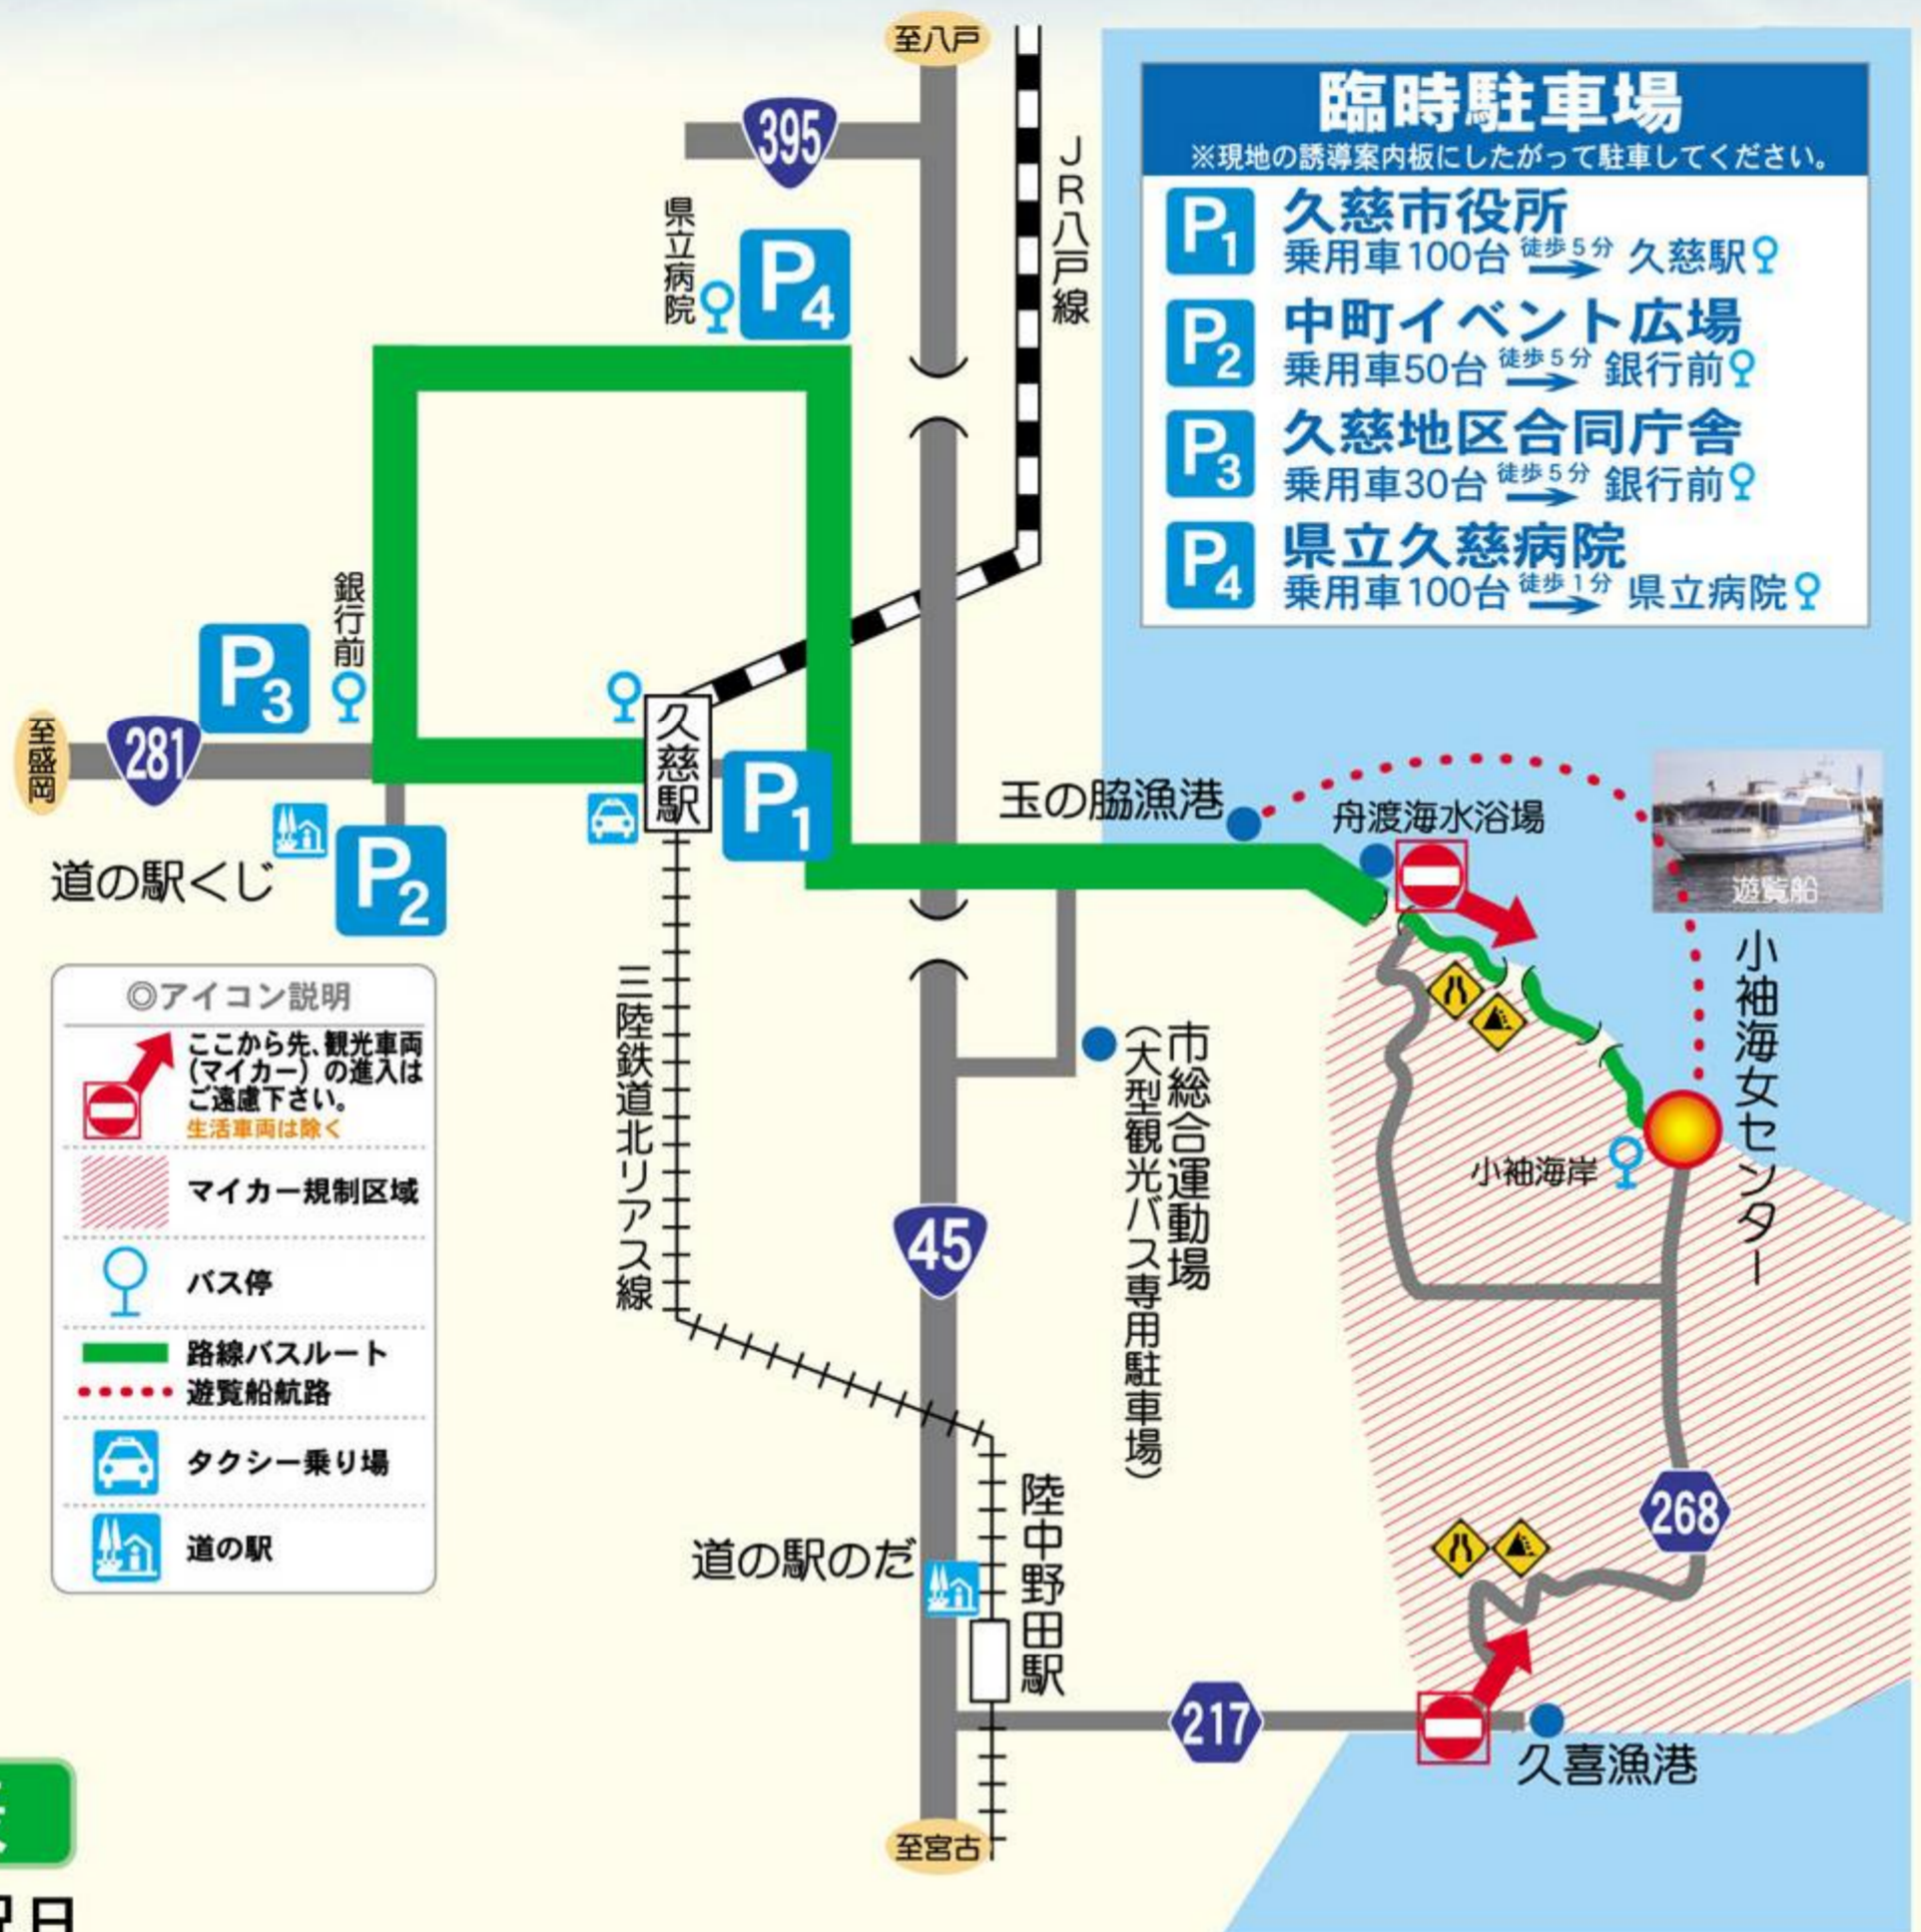 至八戸
395
JR八戸線
県立病院
P4
臨時駐車場
※現地の誘導案内板にしたがって駐車してください。
P1 久慈市役所
乗用車100台 徒歩5分 久慈駅
P2 中町イベント広場
乗用車50台 徒歩5分 銀行前
P3 久慈地区合同庁舎
乗用車30台 徒歩5分 銀行前
P4 県立久慈病院
乗用車100台 徒歩1分 県立病院
銀行前
P3
至盛岡
281
久慈駅
P1
道の駅くじ
P2
玉の脇漁港
舟渡海水浴場
遊覧船
小袖海女センター
小袖海岸
◎アイコン説明
ここから先、観光車両
(マイカー)の進入は
ご遠慮下さい。
生活車両は除く
マイカー規制区域
バス停
路線バスルート
遊覧船航路
タクシー乗り場
道の駅
三陸鉄道北リアス線
市総合運動場
(大型観光バス専用駐車場)
45
道の駅のだ
陸中野田駅
268
217
久喜漁港
至宮古
日